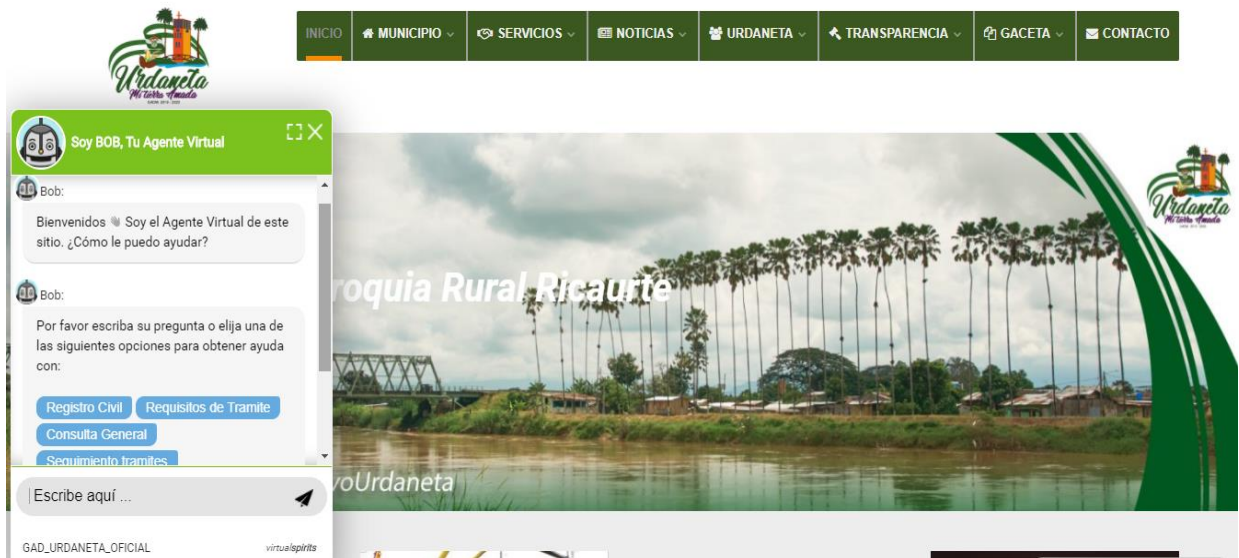 INICIO
MUNICIPIO
SERVICIOS
NOTICIAS
URDANETA
TRANSPARENCIA
GACETA
CONTACTO
Urdaneta
Mi tierra Amada
Soy BOB, Tu Agente Virtual
Bob:
Bienvenidos Soy el Agente Virtual de este
sitio. ¿Cómo le puedo ayudar?
Bob:
Por favor escriba su pregunta o elija una de
las siguientes opciones para obtener ayuda
con:
Registro Civil
Requisitos de Tramite
Consulta General
Seguimiento tramites
Escribe aquí ...
GAD_URDANETA_OFICIAL
virtualspirits
roquia Rural Ricaurte
voUrdaneta
Urdaneta
Mi tierra Amada